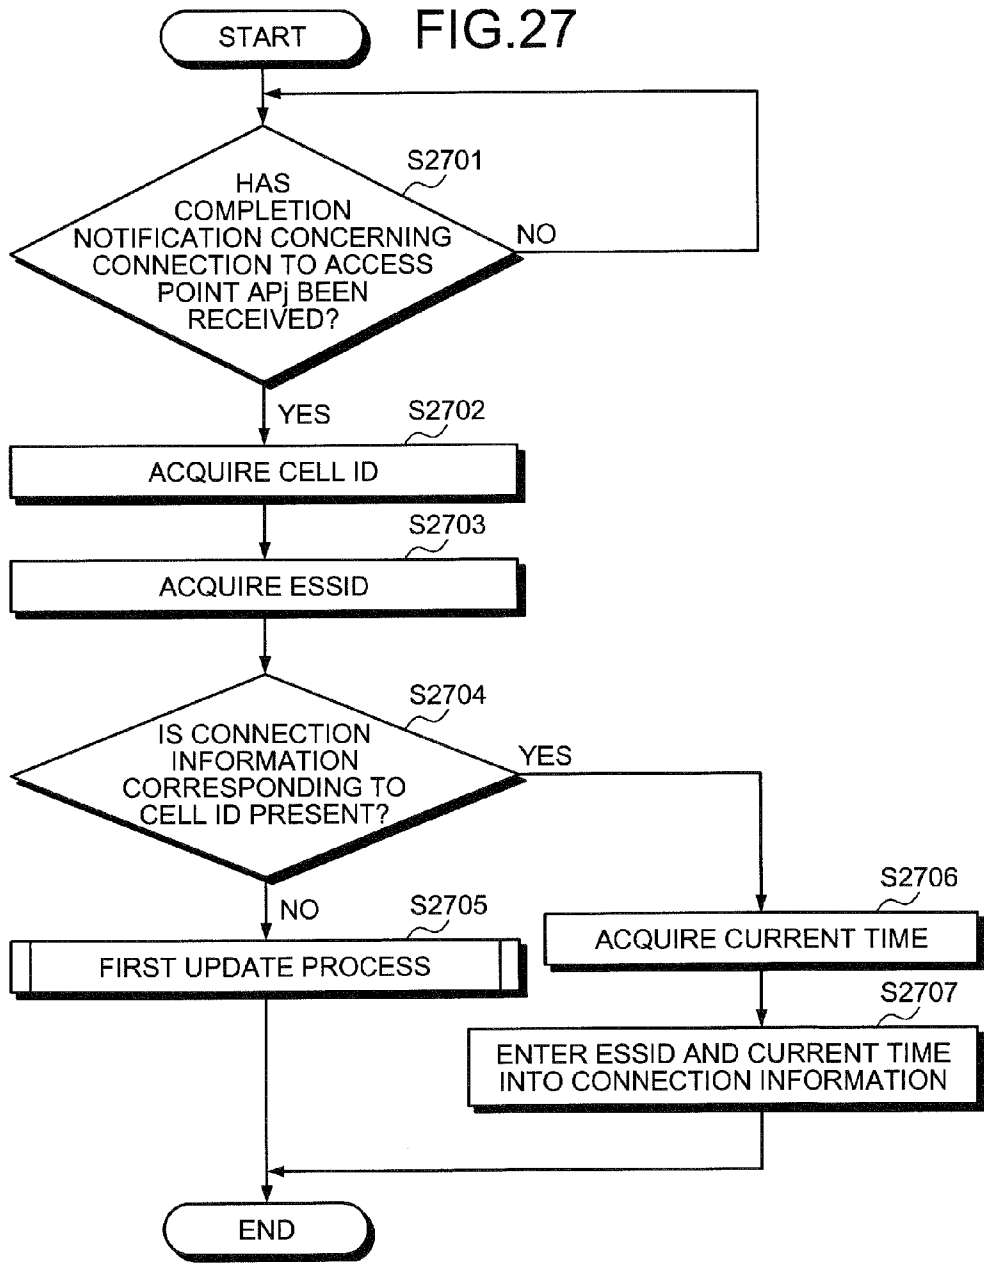 FIG.27
START
S2701
HAS
COMPLETION
NOTIFICATION CONCERNING
CONNECTION TO ACCESS
POINT APj BEEN
RECEIVED?
NO
YES
S2702
ACQUIRE CELL ID
S2703
ACQUIRE ESSID
S2704
IS CONNECTION
INFORMATION
CORRESPONDING TO
CELL ID PRESENT?
YES
NO
S2705
FIRST UPDATE PROCESS
S2706
ACQUIRE CURRENT TIME
S2707
ENTER ESSID AND CURRENT TIME
INTO CONNECTION INFORMATION
END